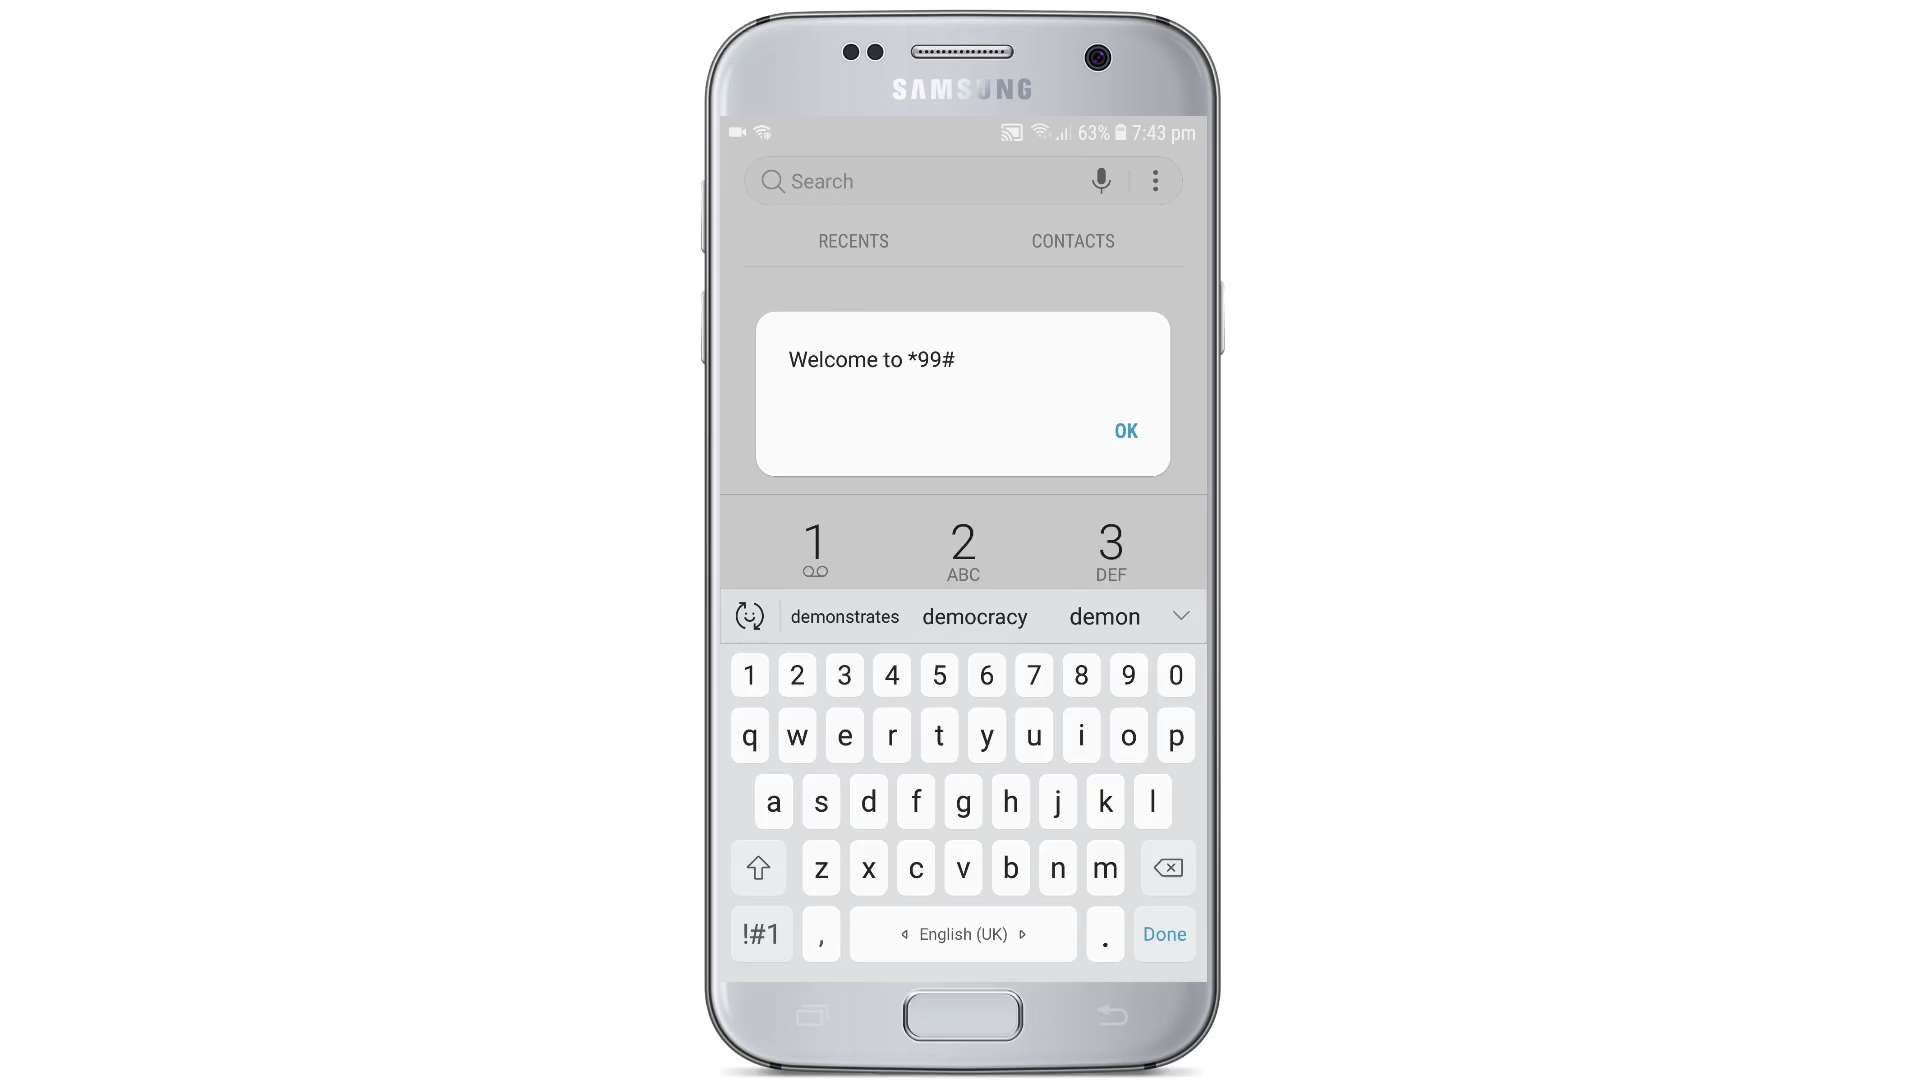 SAMSUNG
63% 7:43 pm
Search
RECENTS CONTACTS
Welcome to *99#
OK
1 2 3
ABC DEF
demonstrates democracy demon
1 2 3 4 5 6 7 8 9 0
q w e r t y u i o p
a s d f g h j k l
z x c v b n m
!#1 , English (UK) . Done